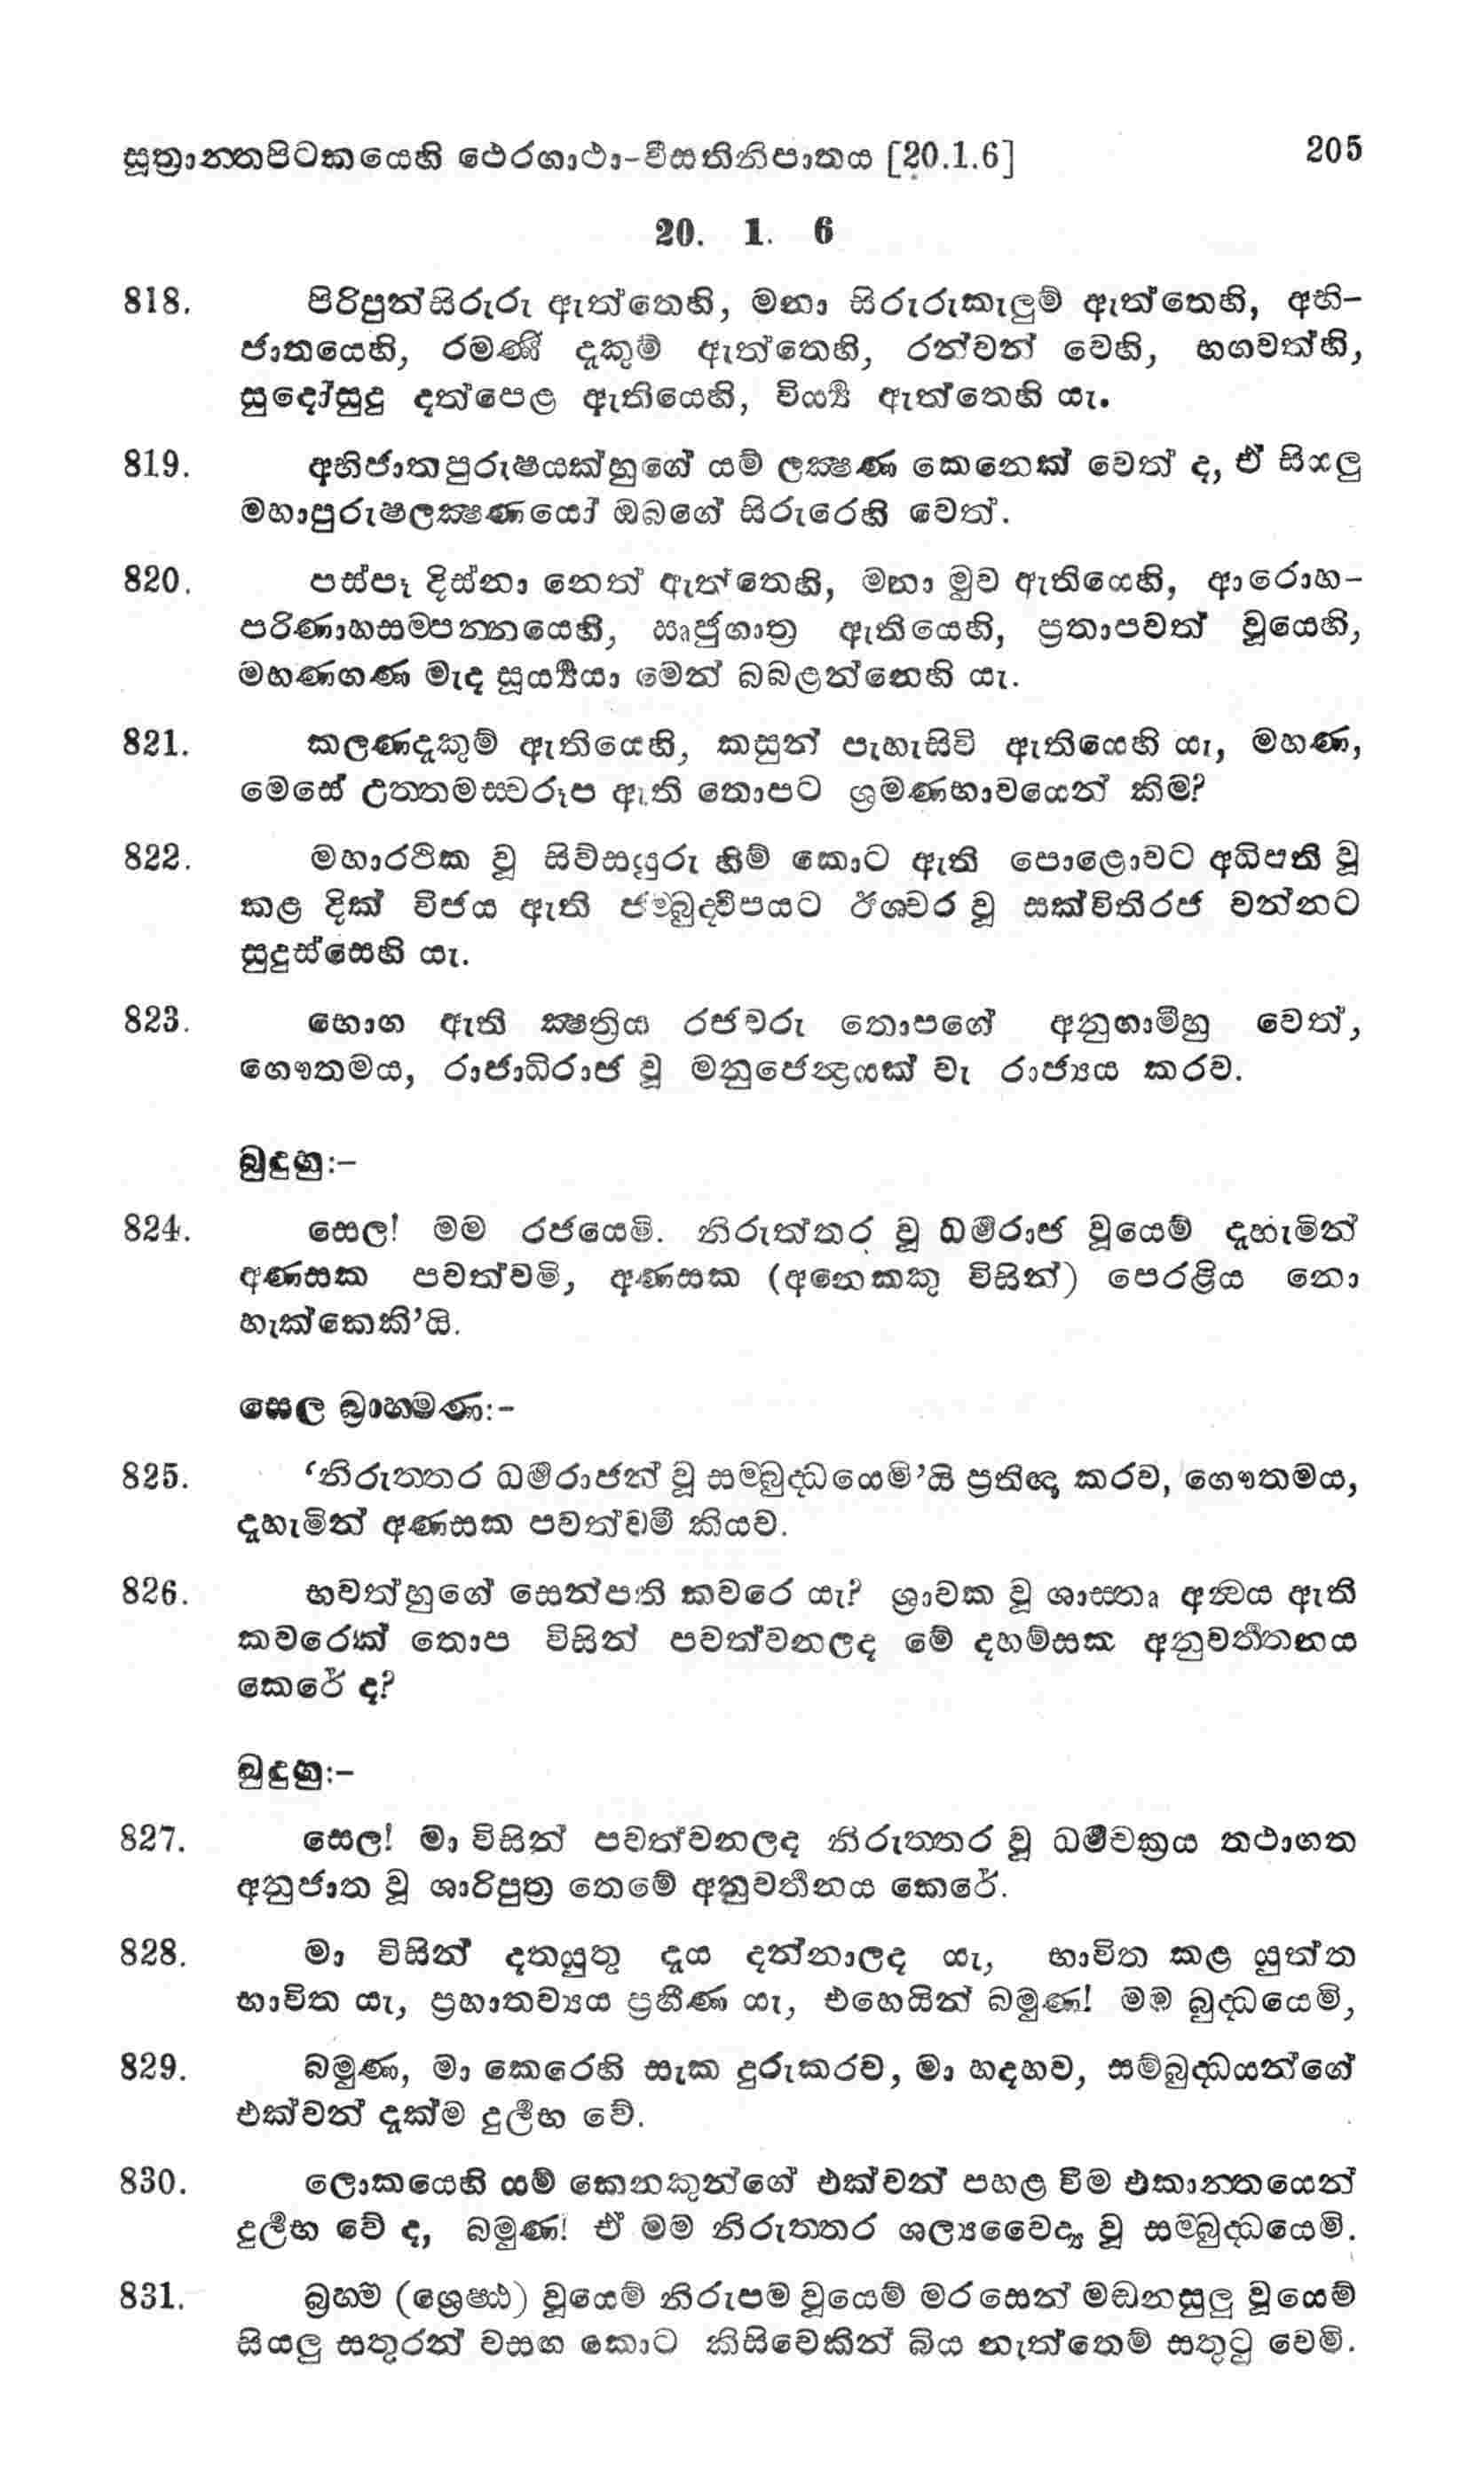 සූත්‍රාන්තපිටකයෙහි ථෙරගාථා-වීසතිනිපාතය [20.1.6] 205
20. 1. 6
818. පිරිපුන්සිරුරු ඇත්තෙහි, මනා සිරුරුකැලුම් ඇත්තෙහි, අභි-
ජාතයෙහි, රමණී දැකුම් ඇත්තෙහි, රන්වන් වෙහි, භගවත්හි,
සුදෝසුදු දත්පෙළ ඇතියෙහි, වීර්‍ය්‍ය ඇත්තෙහි යැ.
819. අභිජාතපුරුෂයක්හුගේ යම් ලක්‍ෂණ කෙනෙක් වෙත් ද, ඒ සියලු
මහාපුරුෂලක්‍ෂණයෝ ඔබගේ සිරුරෙහි වෙත්.
820. පස්පෑ දිස්නා නෙත් ඇත්තෙහි, මනා මුව ඇතියෙහි, ආරොහ-
පරිණාහසම්පන්නයෙහි, ඍජුගාත්‍ර ඇතියෙහි, ප්‍රතාපවත් වූයෙහි,
මහණගණ මැද සූර්‍ය්‍යයා මෙන් බබළන්නෙහි යැ.
821. කලණදැකුම් ඇතියෙහි, කසුන් පැහැසිවි ඇතියෙහි යැ, මහණ,
මෙසේ උත්තමස්වරූප ඇති තොපට ශ්‍රමණභාවයෙන් කිම?
822. මහාරථික වූ සිව්සයුරු හිම් කොට ඇති පොළොවට අධිපති වූ
කළ දික් විජය ඇති ජම්බුද්වීපයට ඊශ්වර වූ සක්විතිරජ වන්නට
සුදුස්සෙහි යැ.
823. භොග ඇති ක්‍ෂත්‍රිය රජවරු තොපගේ අනුගාමීහු වෙත්,
ගෞතමය, රාජාධිරාජ වූ මනුජෙන්‍ද්‍රයක් වැ රාජ්‍යය කරව.
බුදුහු:-
824. සෙල! මම රජයෙමි. නිරුත්තර වූ ධර්‍මරාජ වූයෙම් දැහැමින්
අණසක පවත්වමි, අණසක (අනෙකකු විසින්) පෙරළිය නො
හැක්කෙකි’යි.
සෙල බ්‍රාහ්මණ:-
825. ‘නිරුත්තර ධර්‍මරාජන් වූ සම්බුද්ධයෙමි’යි ප්‍රතිඥා කරව, ගෞතමය,
දැහැමින් අණසක පවත්වමී කියව.
826. භවත්හුගේ සෙන්පති කවරෙ යැ? ශ්‍රාවක වූ ශාස්තෘ අන්‍වය ඇති
කවරෙක් තොප විසින් පවත්වනලද මේ දහම්සක අනුවර්‍ත්තනය
කෙරේ ද?
බුදුහු:-
827. සෙල! මා විසින් පවත්වනලද නිරුත්තර වූ ධර්‍මචක්‍රය තථාගත
අනුජාත වූ ශාරිපුත්‍ර තෙමේ අනුවර්‍තනය කෙරේ.
828. මා විසින් දතයුතු දැය දන්නාලද යැ, භාවිත කළ යුත්ත
භාවිත යැ, ප්‍රහාතව්‍යය ප්‍රහීණ යැ, එහෙයින් බමුණ! මම බුද්ධයෙමි,
829. බමුණ, මා කෙරෙහි සැක දුරුකරව, මා හදහව, සම්බුද්ධයන්ගේ
එක්වන් දැක්ම දුර්‍ලභ වේ.
830. ලොකයෙහි යම් කෙනකුන්ගේ එක්වන් පහළ වීම එකාන්තයෙන්
දුර්‍ලභ වේ ද, බමුණ! ඒ මම නිරුත්තර ශල්‍යවෛද්‍ය වූ සම්බුද්ධයෙමි.
831. බ්‍රහ්ම (ශ්‍රෙෂ්ඨ) වූයෙම් නිරුපම වූයෙම් මරසෙන් මඩනසුලු වූයෙම්
සියලු සතුරන් වසඟ කොට කිසිවෙකින් බිය නැත්තෙම් සතුටු වෙමි.